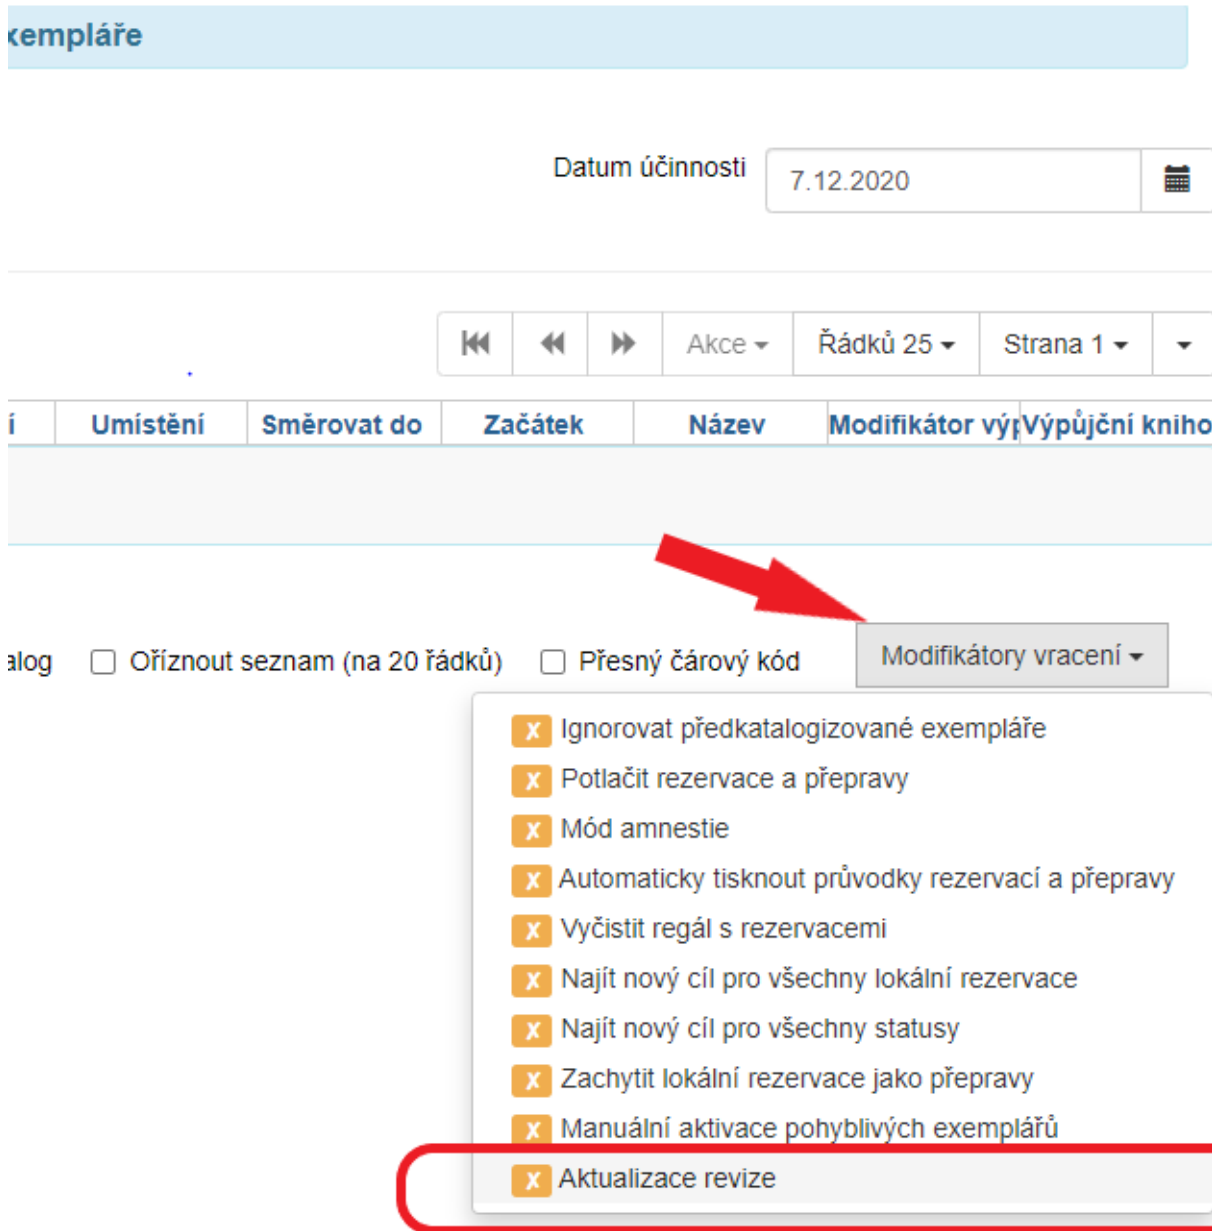 xempláře
Datum účinnosti 7.12.2020
Akce Řádků 25 Strana 1
í Umístění Směrovat do Začátek Název Modifikátor výp Výpůjční kniho
alog Oříznout seznam (na 20 řádků) Přesný čárový kód Modifikátory vracení
X Ignorovat předkatalogizované exempláře
X Potlačit rezervace a přepravy
X Mód amnestie
X Automaticky tisknout průvodky rezervací a přepravy
X Vyčistit regál s rezervacemi
X Najít nový cíl pro všechny lokální rezervace
X Najít nový cíl pro všechny statusy
X Zachytit lokální rezervace jako přepravy
X Manuální aktivace pohyblivých exemplářů
X Aktualizace revize